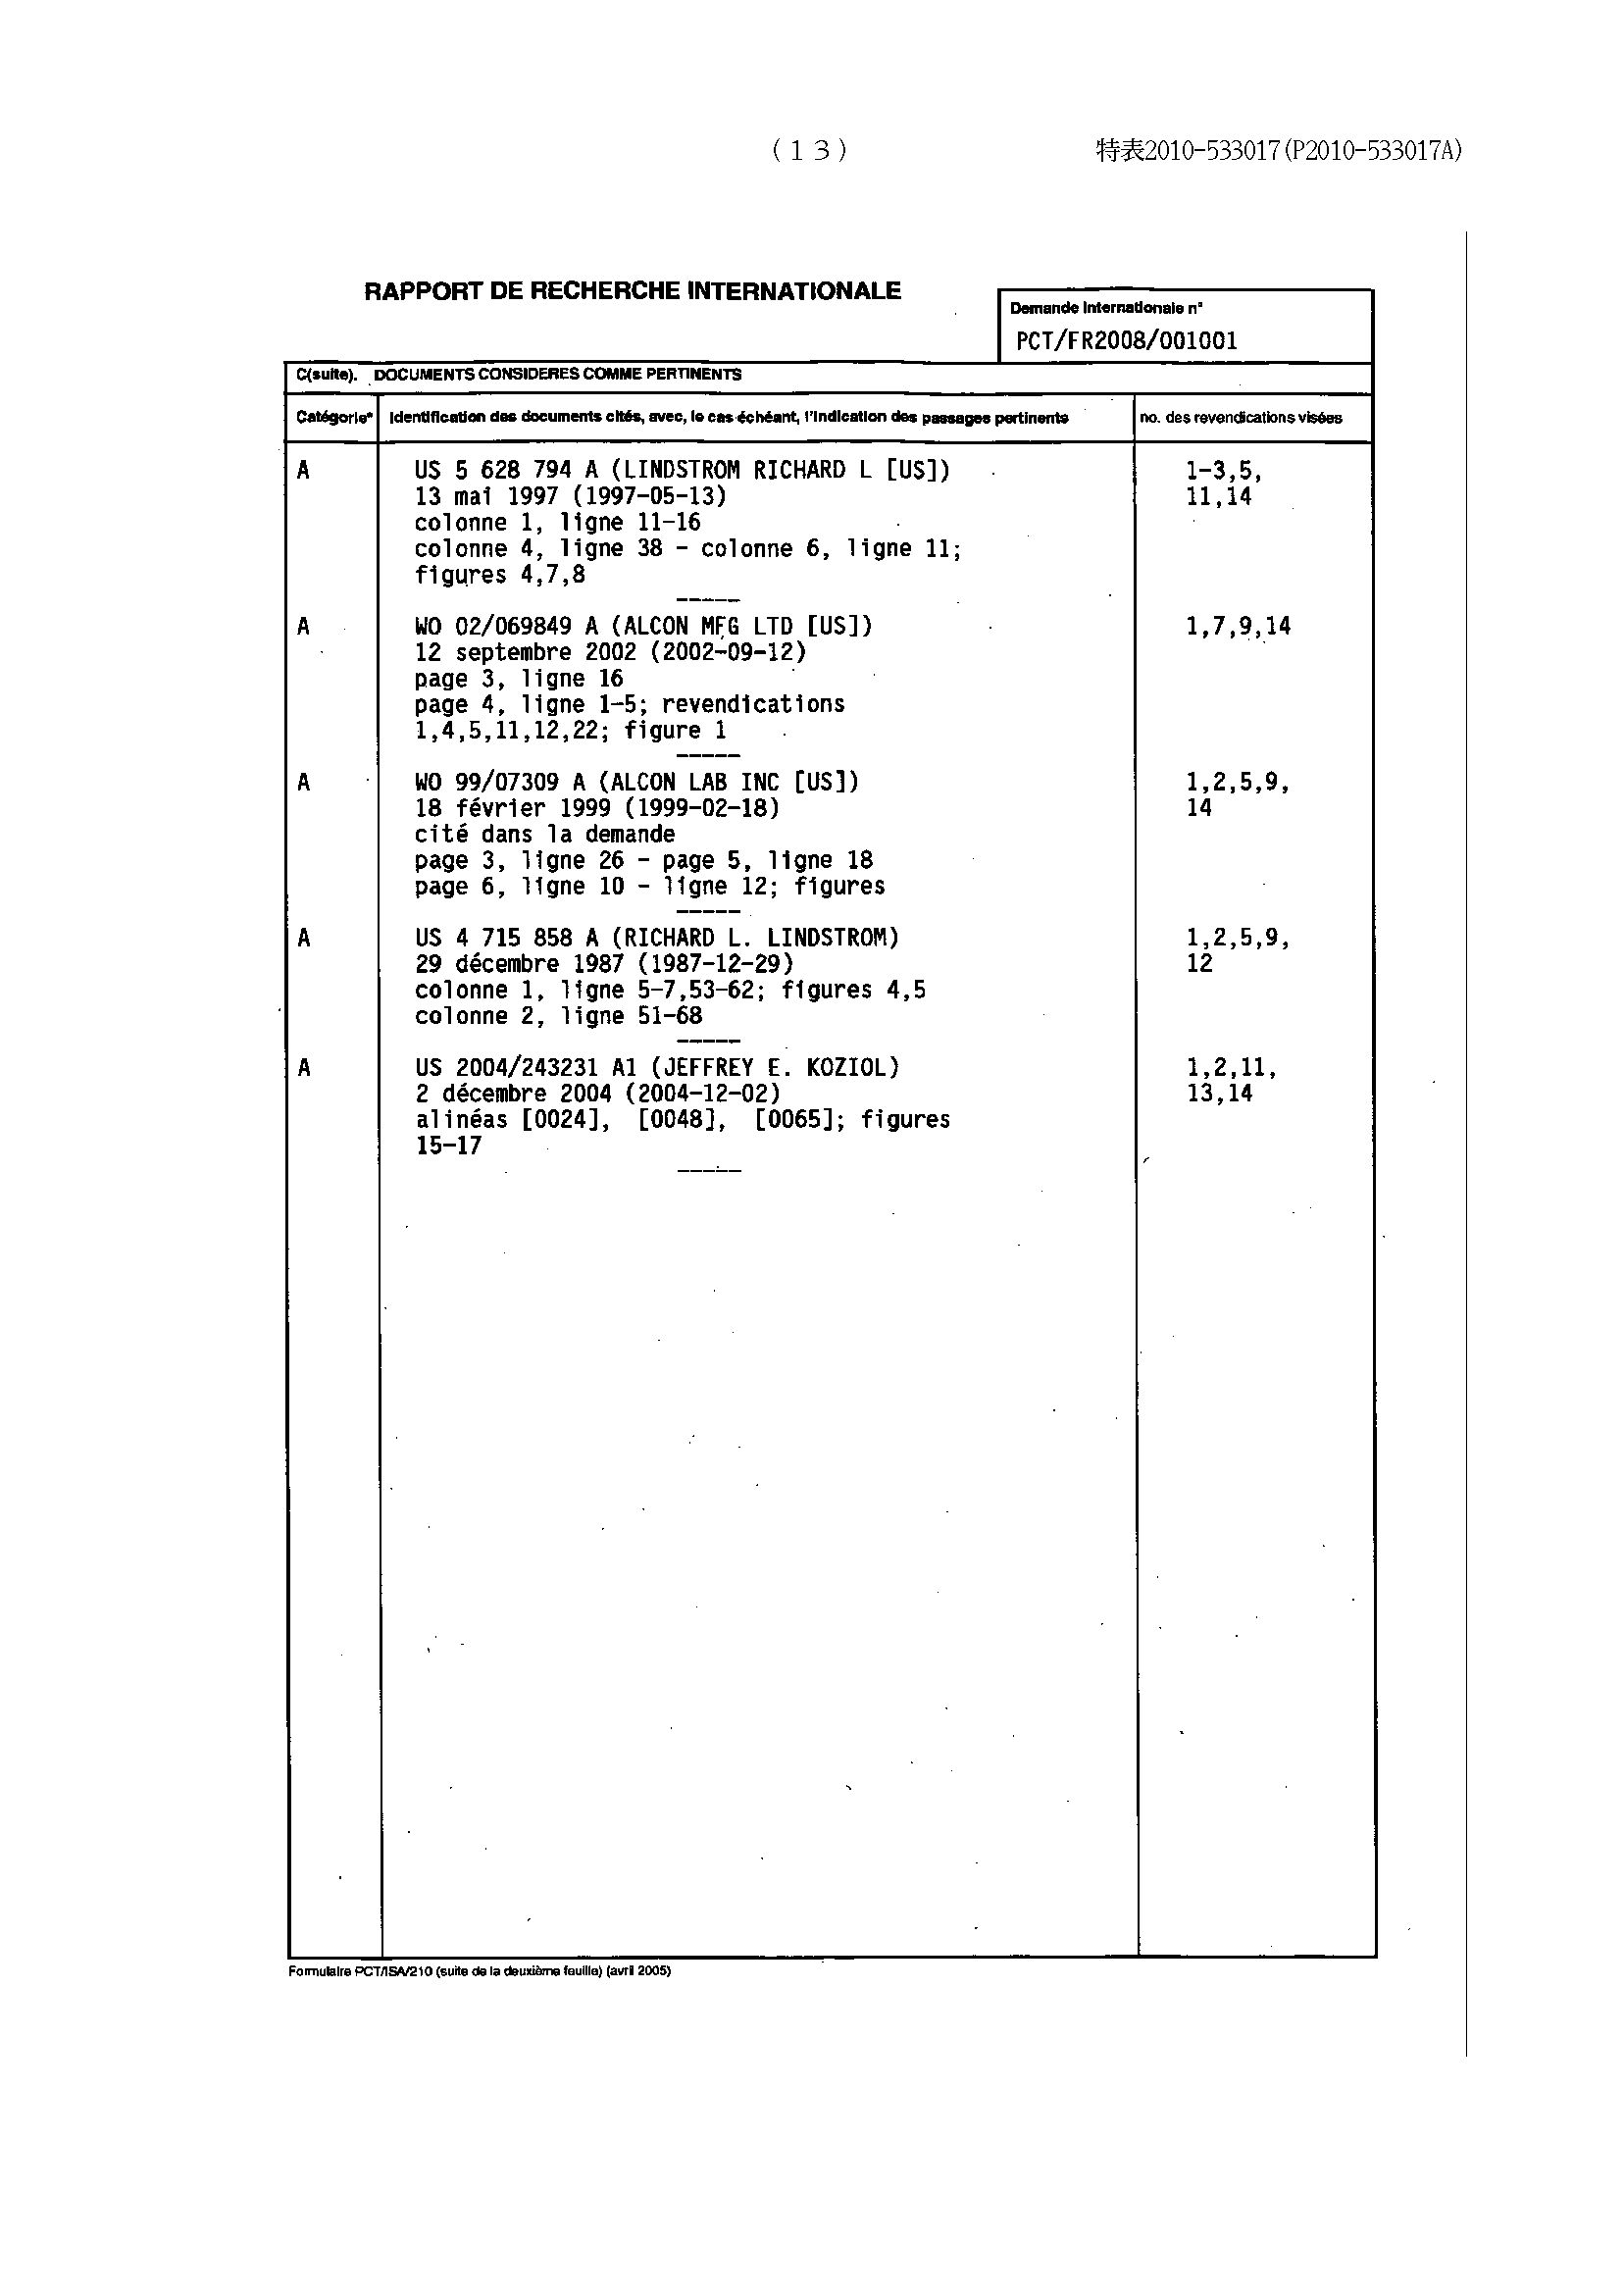 (13)
特表2010-533017(P2010-533017A)
RAPPORT DE RECHERCHE INTERNATIONALE
Demande internationale n°
PCT/FR2008/001001
C(suite). DOCUMENTS CONSIDERES COMME PERTINENTS
Catégorie* Identification des documents cités, avec, le cas échéant, l'indication des passages pertinents no. des revendications visées
A US 5 628 794 A (LINDSTROM RICHARD L [US]) 1-3,5,
13 mai 1997 (1997-05-13) 11,14
colonne 1, ligne 11-16
colonne 4, ligne 38 - colonne 6, ligne 11;
figures 4,7,8
-----
A WO 02/069849 A (ALCON MFG LTD [US]) 1,7,9,14
12 septembre 2002 (2002-09-12)
page 3, ligne 16
page 4, ligne 1-5; revendications
1,4,5,11,12,22; figure 1
-----
A WO 99/07309 A (ALCON LAB INC [US]) 1,2,5,9,
18 février 1999 (1999-02-18) 14
cité dans la demande
page 3, ligne 26 - page 5, ligne 18
page 6, ligne 10 - ligne 12; figures
-----
A US 4 715 858 A (RICHARD L. LINDSTROM) 1,2,5,9,
29 décembre 1987 (1987-12-29) 12
colonne 1, ligne 5-7,53-62; figures 4,5
colonne 2, ligne 51-68
-----
A US 2004/243231 A1 (JEFFREY E. KOZIOL) 1,2,11,
2 décembre 2004 (2004-12-02) 13,14
alinéas [0024], [0048], [0065]; figures
15-17
-----
Formulaire PCT/ISA/210 (suite de la deuxième feuille) (avril 2005)